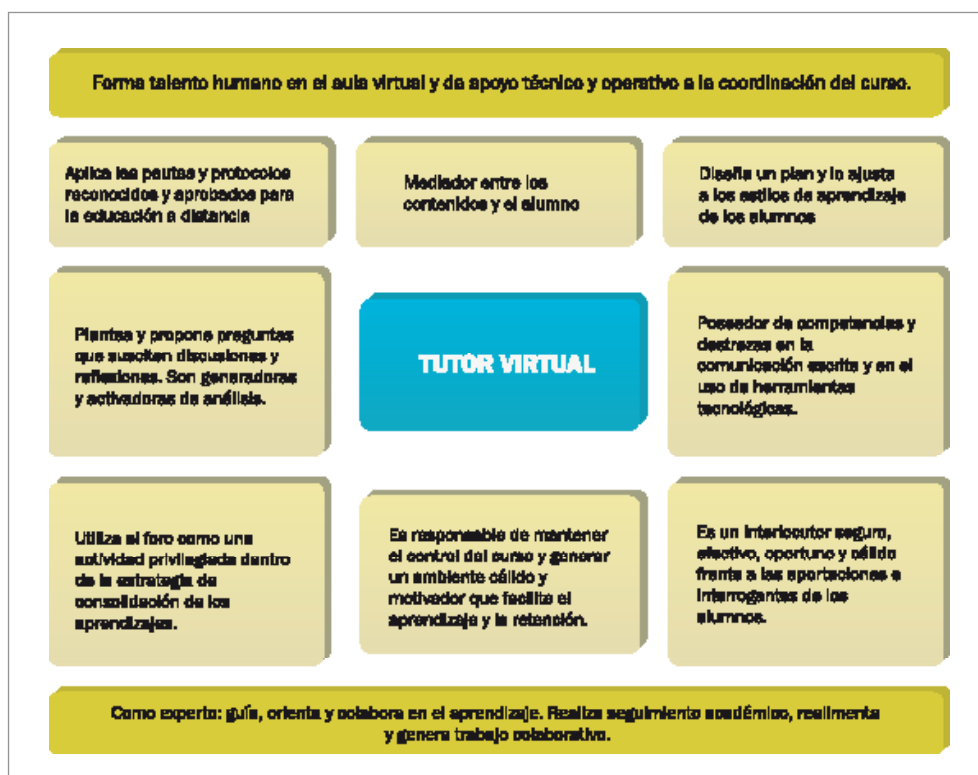 Forma talento humano en el aula virtual y da apoyo técnico y operativo a la coordinación del curso.
Aplica las pautas y protocolos
reconocidos y aprobados para
la educación a distancia
Mediador entre los
contenidos y el alumno
Diseña un plan y lo ajusta
a los estilos de aprendizaje
de los alumnos
Plantea y propone preguntas
que susciten discusiones y
reflexiones. Son generadoras
y activadoras de análisis.
TUTOR VIRTUAL
Poseedor de competencias y
destrezas en la
comunicación escrita y en el
uso de herramientas
tecnológicas.
Utiliza el foro como una
actividad privilegiada dentro
de la estrategia de
consolidación de los
aprendizajes.
Es responsable de mantener
el control del curso y generar
un ambiente cálido y
motivador que facilite el
aprendizaje y la retención.
Es un interlocutor seguro,
efectivo, oportuno y cálido
frente a las aportaciones e
interrogantes de los
alumnos.
Como experto: guía, orienta y colabora en el aprendizaje. Realiza seguimiento académico, realimenta
y genera trabajo colaborativo.